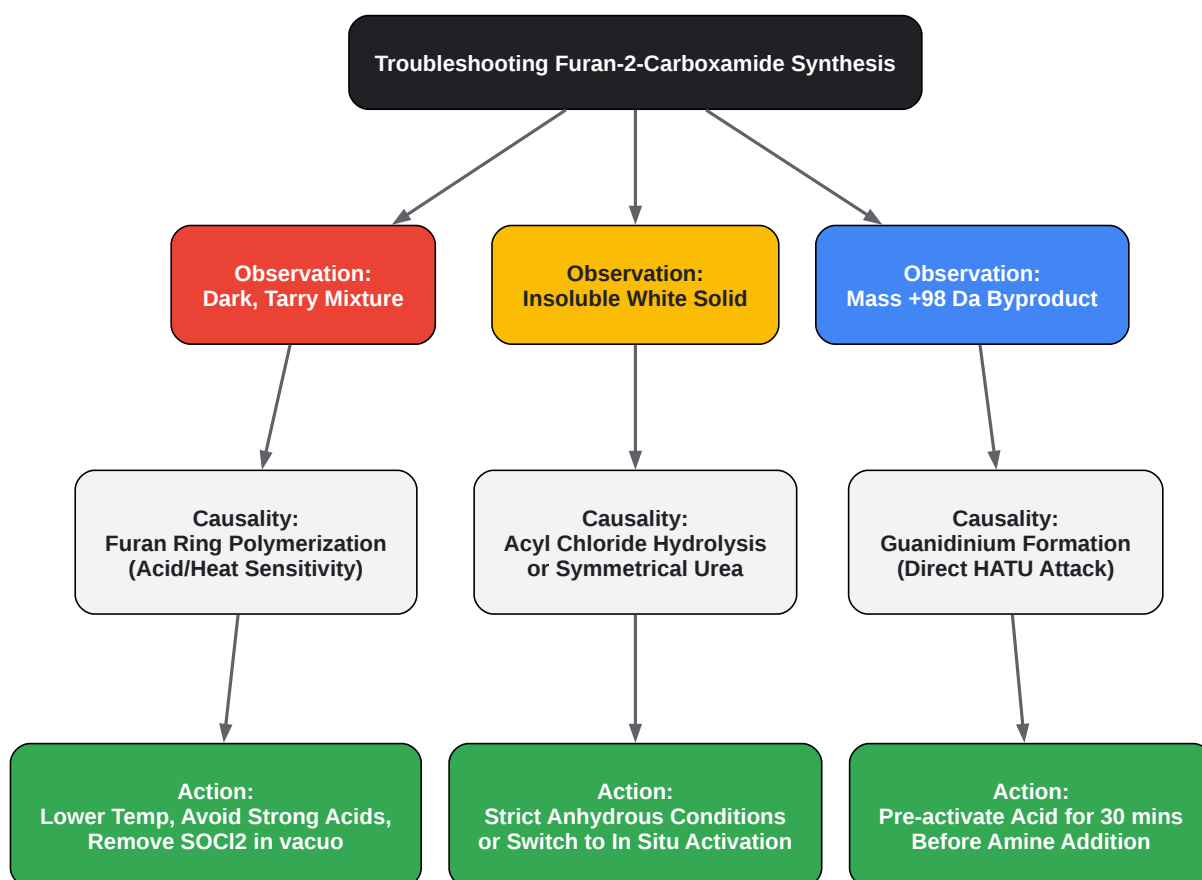 Troubleshooting Furan-2-Carboxamide Synthesis
Observation:
Dark, Tarry Mixture
Observation:
Insoluble White Solid
Observation:
Mass +98 Da Byproduct
Causality:
Furan Ring Polymerization
(Acid/Heat Sensitivity)
Causality:
Acyl Chloride Hydrolysis
or Symmetrical Urea
Causality:
Guanidinium Formation
(Direct HATU Attack)
Action:
Lower Temp, Avoid Strong Acids,
Remove SOCl2 in vacuo
Action:
Strict Anhydrous Conditions
or Switch to In Situ Activation
Action:
Pre-activate Acid for 30 mins
Before Amine Addition